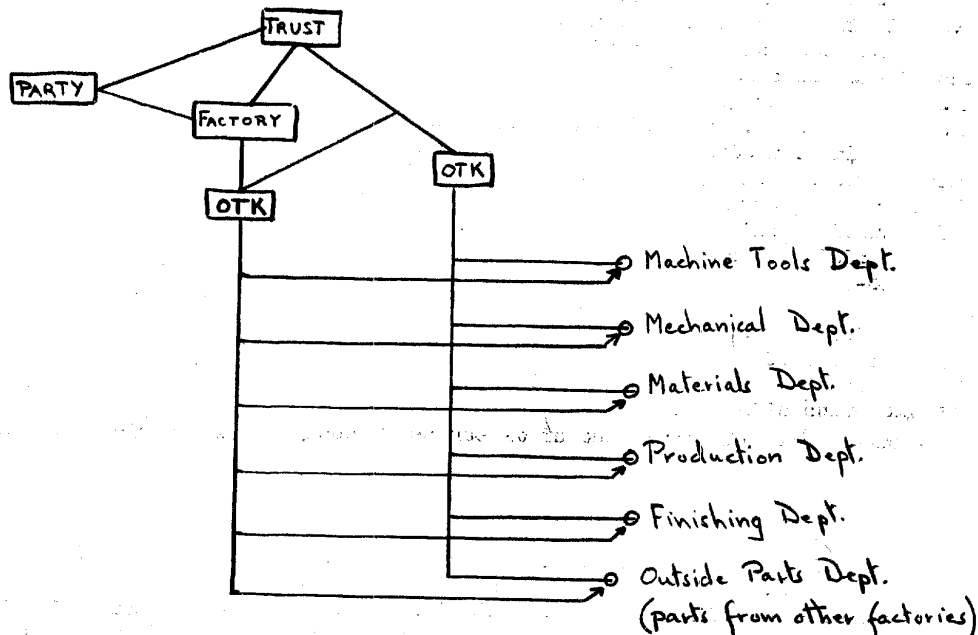 TRUST
PARTY
FACTORY
OTK
OTK
Machine Tools Dept.
Mechanical Dept.
Materials Dept.
Production Dept.
Finishing Dept.
Outside Parts Dept.
(parts from other factories)